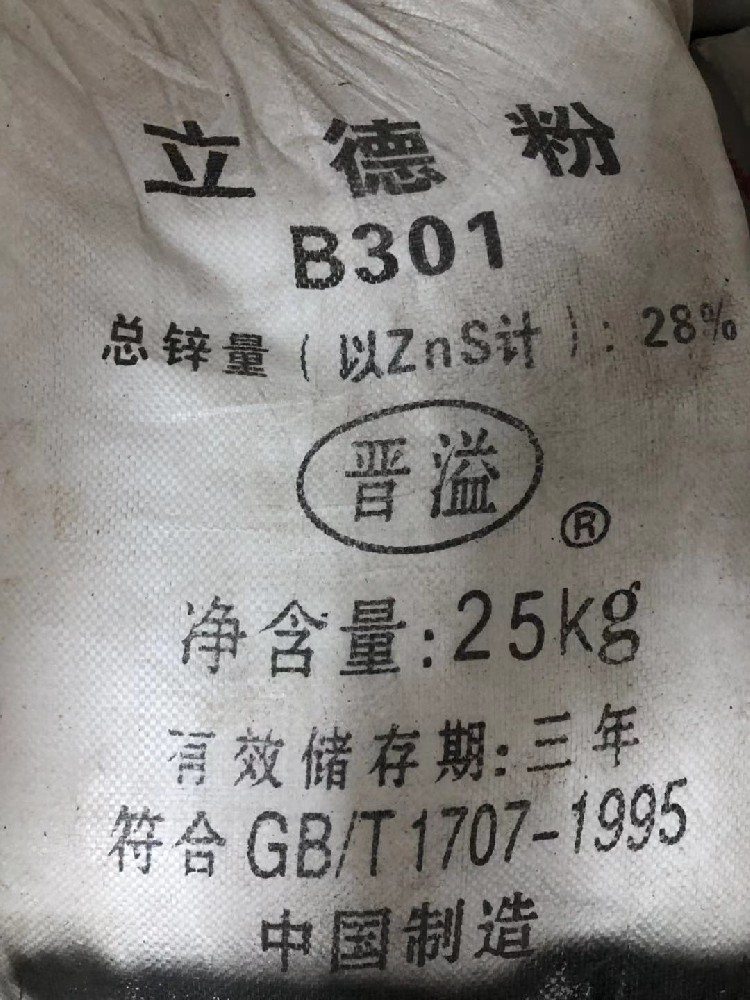 立德粉
B301
总锌量（以ZnS计）：28%
晋溢
®
净含量:25kg
有效储存期:三年
符合GB/T1707-1995
中国制造